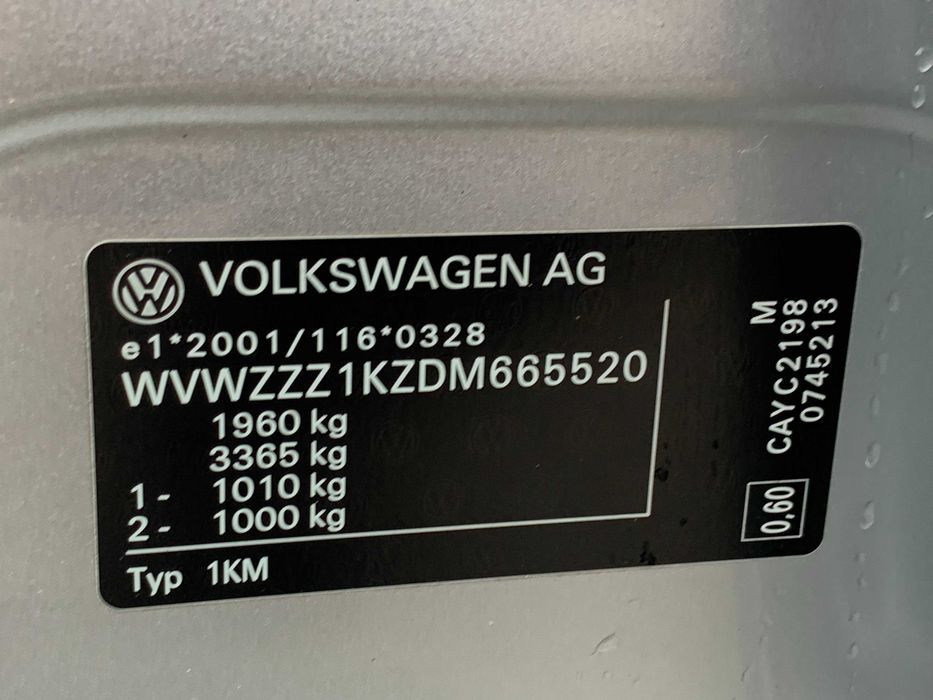 VOLKSWAGEN AG
e1*2001/116*0328
WVWZZZ1KZDM665520
1960 kg
3365 kg
1 - 1010 kg
2 - 1000 kg
Typ 1KM
M
CAYC2198
0745213
0,60